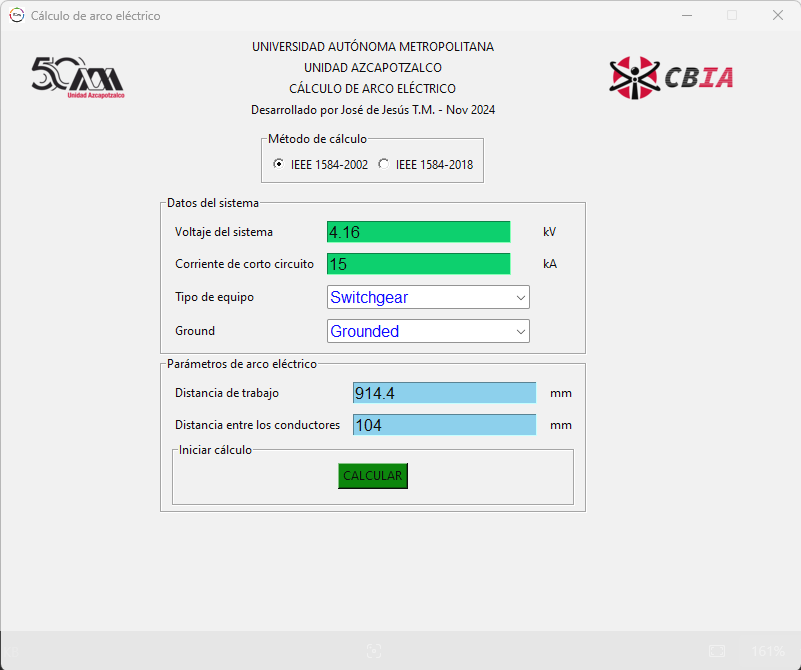 Cálculo de arco eléctrico
UNIVERSIDAD AUTÓNOMA METROPOLITANA
UNIDAD AZCAPOTZALCO
CÁLCULO DE ARCO ELÉCTRICO
Desarrollado por José de Jesús T.M. - Nov 2024
50
Unidad Azcapotzalco
CBIA
Método de cálculo
IEEE 1584-2002 IEEE 1584-2018
Datos del sistema
Voltaje del sistema 4.16 kV
Corriente de corto circuito 15 kA
Tipo de equipo Switchgear
Ground Grounded
Parámetros de arco eléctrico
Distancia de trabajo 914.4 mm
Distancia entre los conductores 104 mm
Iniciar cálculo
CALCULAR
161%